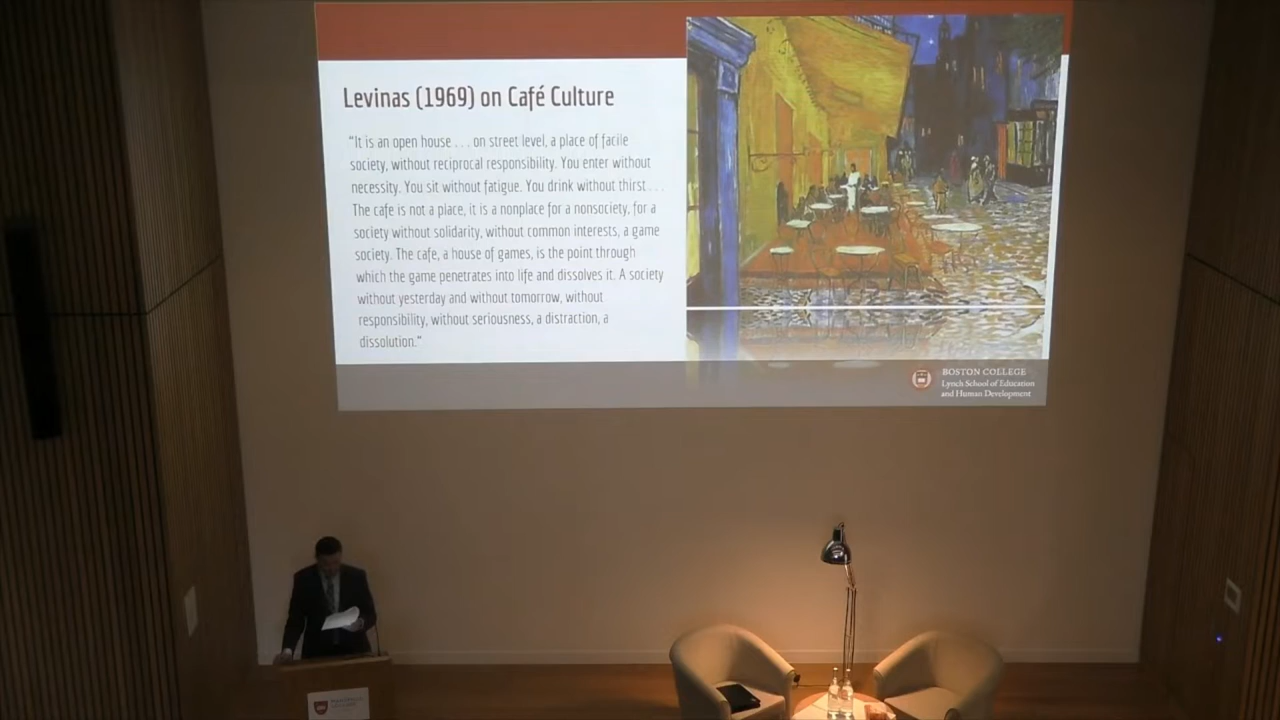 Levinas (1969) on Café Culture
"It is an open house . . . on street level, a place of facile
society, without reciprocal responsibility. You enter without
necessity. You sit without fatigue. You drink without thirst . . .
The cafe is not a place, it is a nonplace for a nonsociety, for a
society without solidarity, without common interests, a game
society. The cafe, a house of games, is the point through
which the game penetrates into life and dissolves it. A society
without yesterday and without tomorrow, without
responsibility, without seriousness, a distraction, a
dissolution."
BOSTON COLLEGE
Lynch School of Education
and Human Development